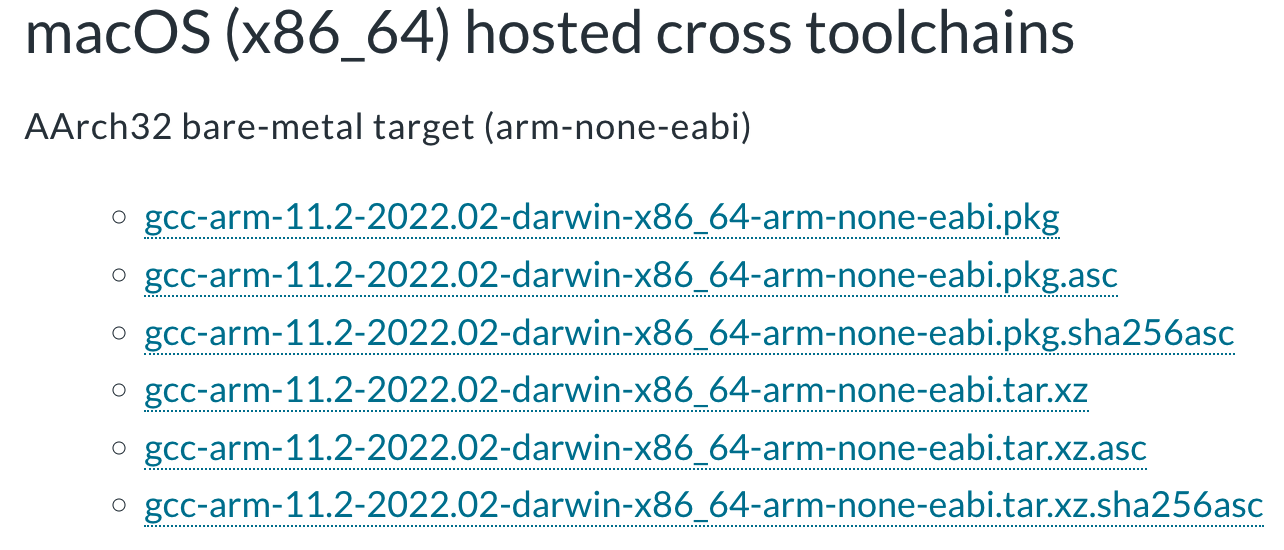 macOS (x86_64) hosted cross toolchains
AArch32 bare-metal target (arm-none-eabi)
gcc-arm-11.2-2022.02-darwin-x86_64-arm-none-eabi.pkg
gcc-arm-11.2-2022.02-darwin-x86_64-arm-none-eabi.pkg.asc
gcc-arm-11.2-2022.02-darwin-x86_64-arm-none-eabi.pkg.sha256asc
gcc-arm-11.2-2022.02-darwin-x86_64-arm-none-eabi.tar.xz
gcc-arm-11.2-2022.02-darwin-x86_64-arm-none-eabi.tar.xz.asc
gcc-arm-11.2-2022.02-darwin-x86_64-arm-none-eabi.tar.xz.sha256asc